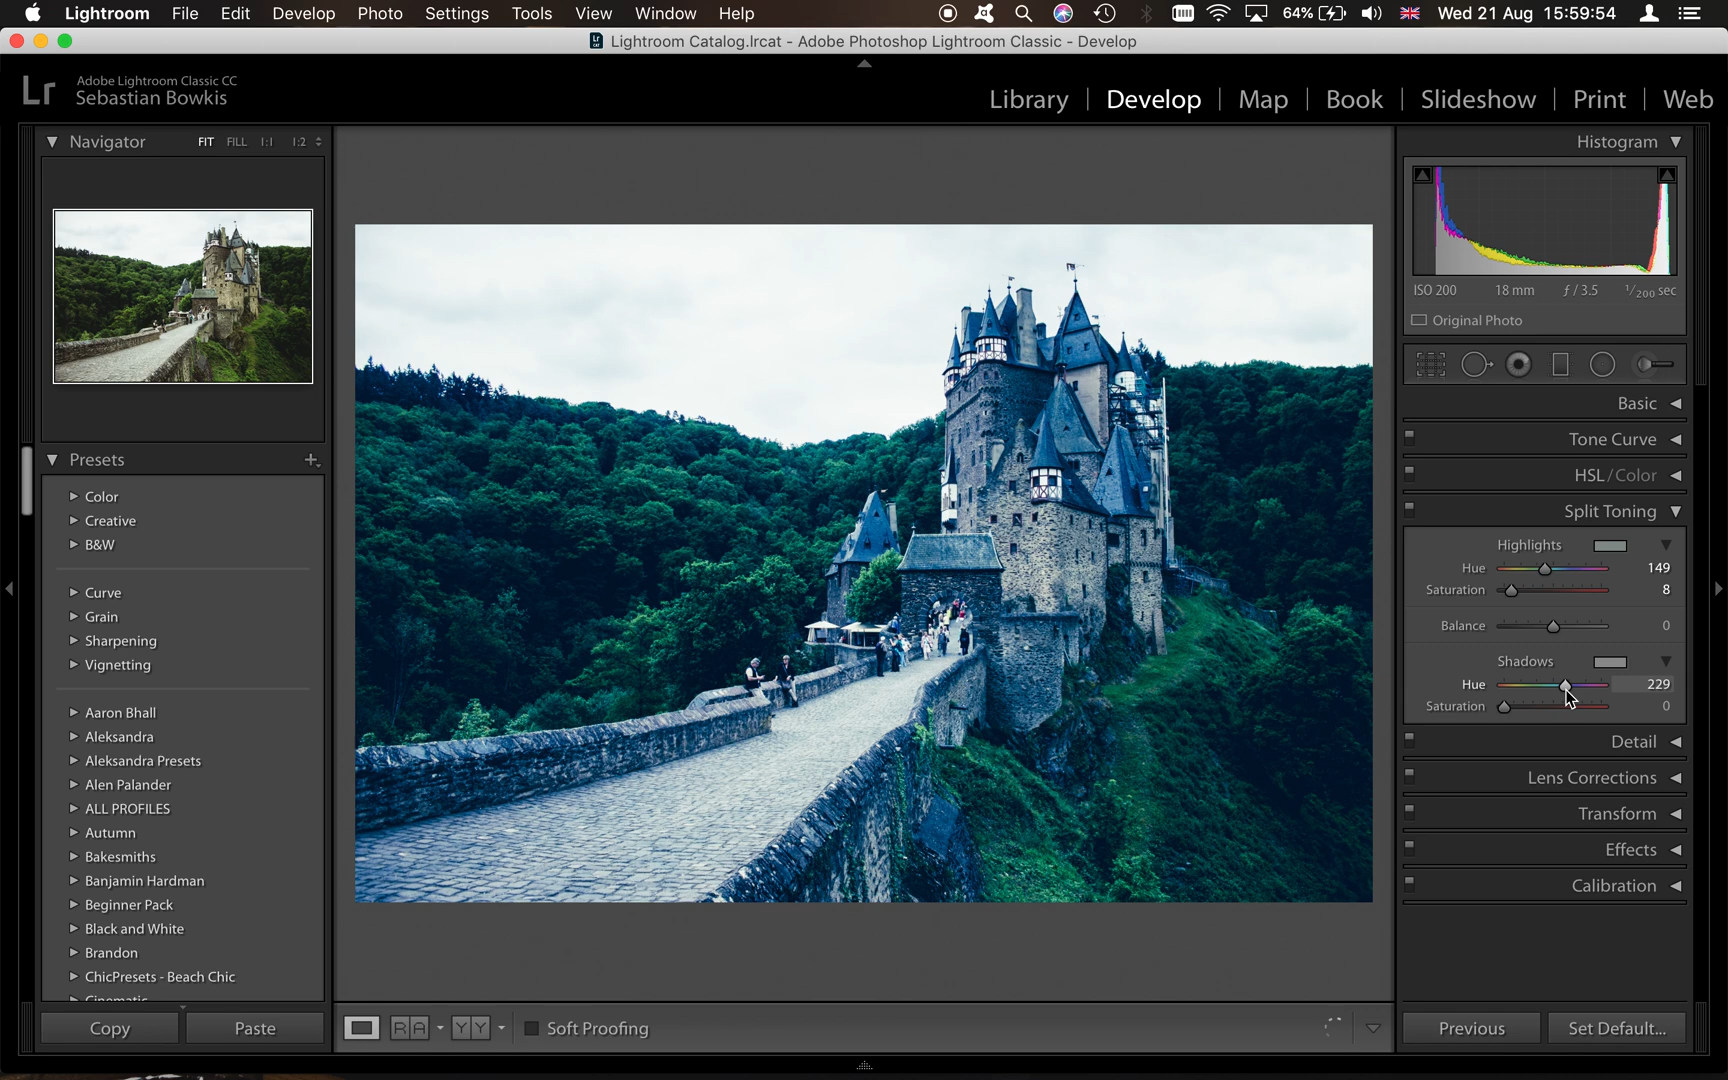 Lightroom File Edit Develop Photo Settings Tools View Window Help 64% Wed 21 Aug 15:59:54
Lightroom Catalog.lrcat - Adobe Photoshop Lightroom Classic - Develop
Lr
Adobe Lightroom Classic CC
Sebastian Bowkis
Library | Develop | Map | Book | Slideshow | Print | Web
Navigator FIT FILL 1:1 1:2
Presets
Color
Creative
B&W
Curve
Grain
Sharpening
Vignetting
Aaron Bhall
Aleksandra
Aleksandra Presets
Alen Palander
ALL PROFILES
Autumn
Bakesmiths
Banjamin Hardman
Beginner Pack
Black and White
Brandon
ChicPresets - Beach Chic
Cinematic
Copy Paste
RA YY Soft Proofing
Histogram
ISO 200 18 mm ƒ / 3.5 1/200 sec
Original Photo
Basic
Tone Curve
HSL / Color
Split Toning
Highlights
Hue 149
Saturation 8
Balance 0
Shadows
Hue 229
Saturation 0
Detail
Lens Corrections
Transform
Effects
Calibration
Previous Set Default...